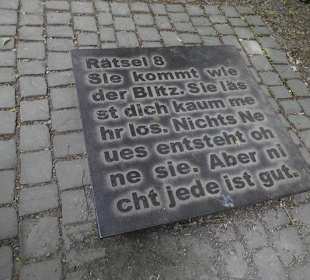 Rätsel 8
Sie kommt wie
der Blitz. Sie läs
st dich kaum me
hr los. Nichts Ne
ues entsteht oh
ne sie. Aber ni
cht jede ist gut.